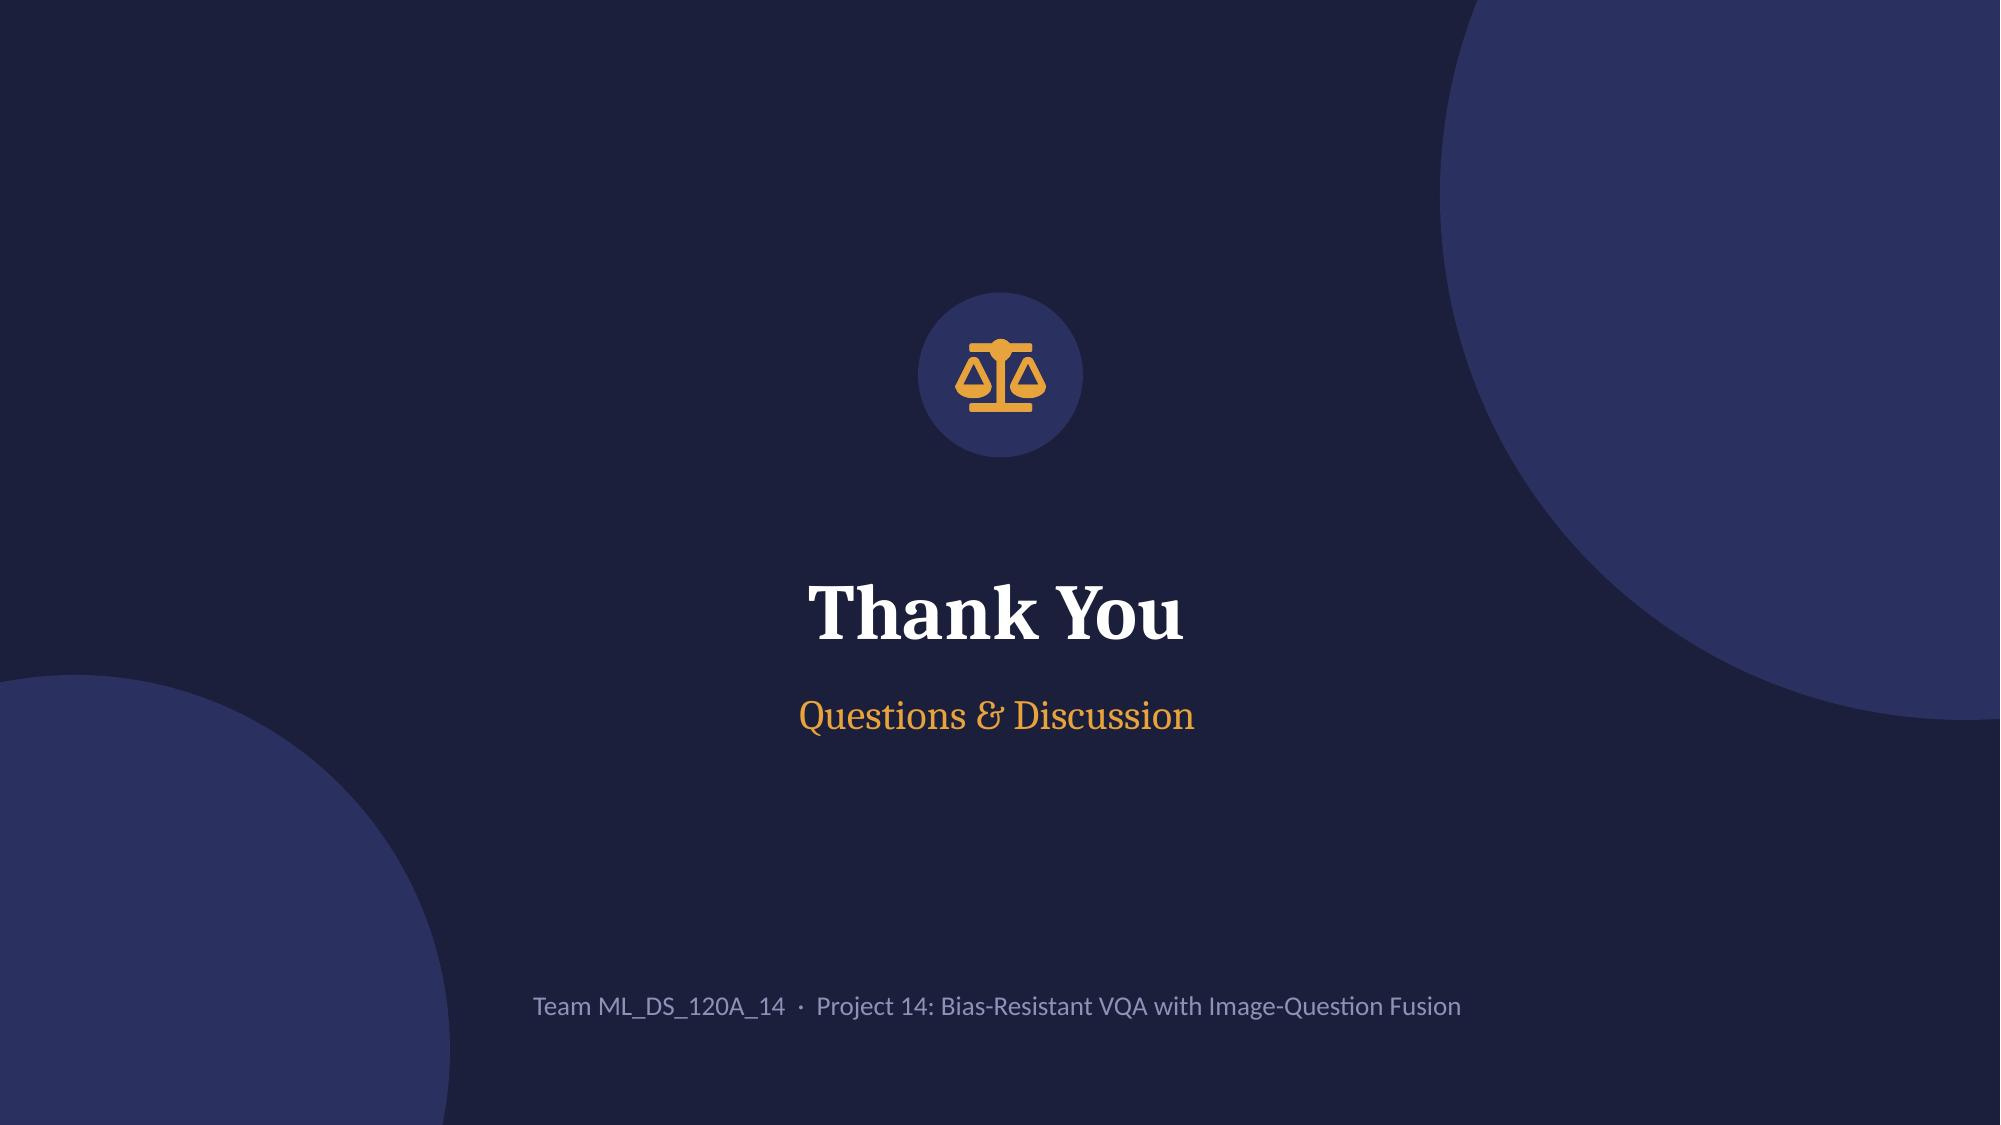 Thank You
Questions & Discussion
Team ML_DS_120A_14 · Project 14: Bias-Resistant VQA with Image-Question Fusion